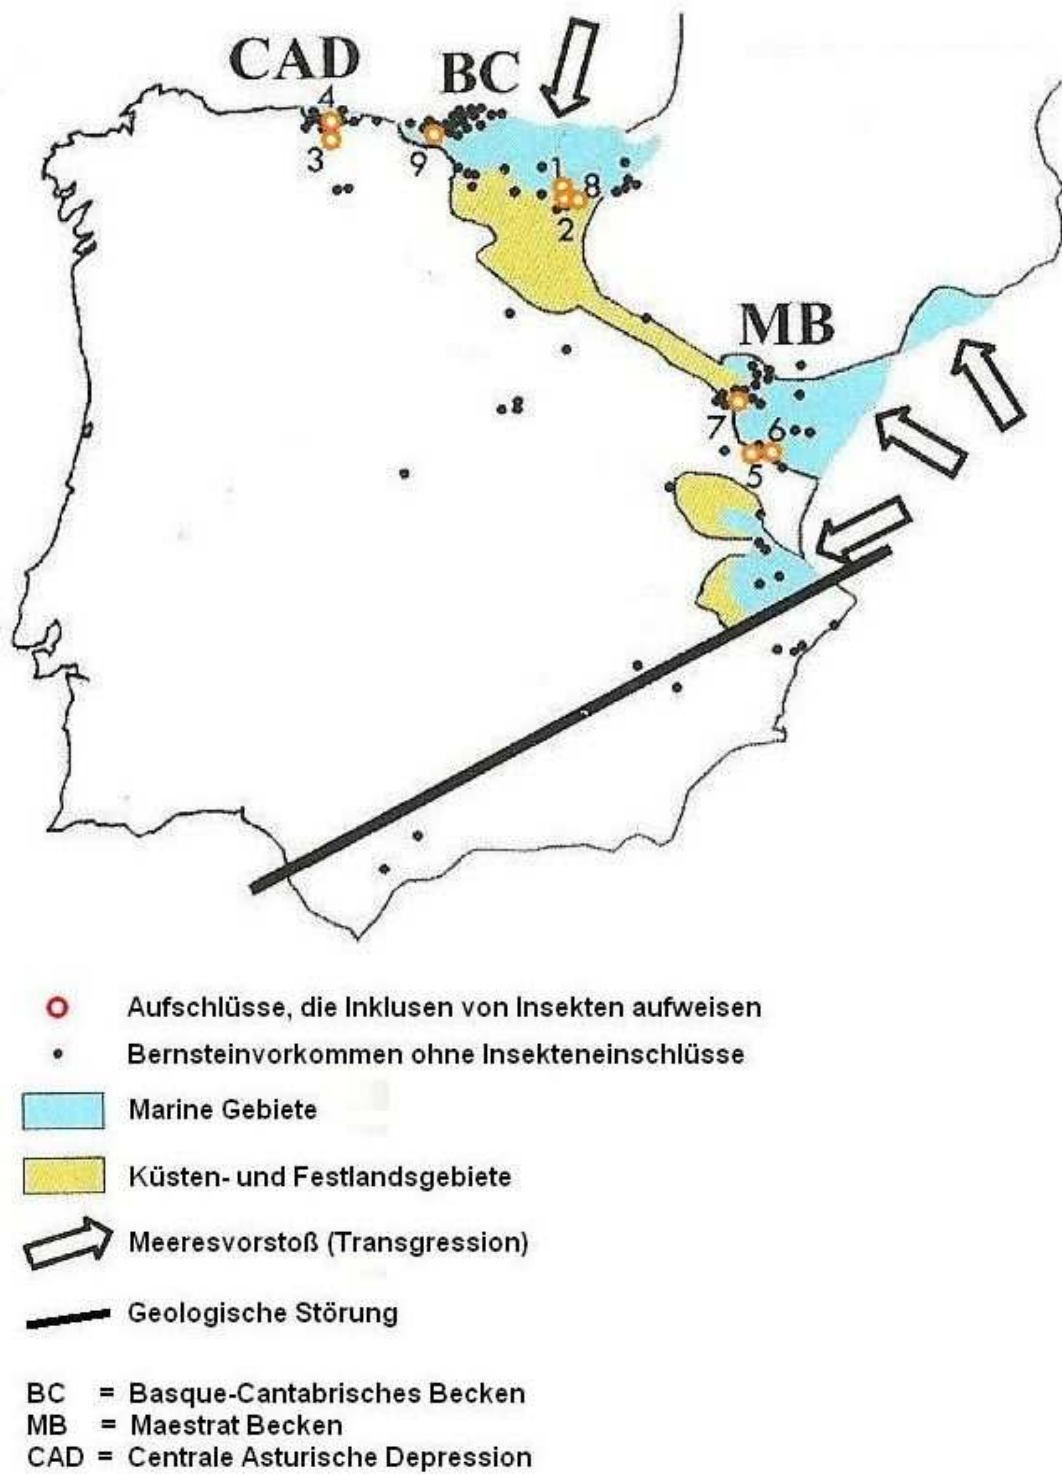 CAD
BC
4
3
9
1
8
2
MB
7
6
5
Aufschlüsse, die Inklusen von Insekten aufweisen
Bernsteinvorkommen ohne Insekteneinschlüsse
Marine Gebiete
Küsten- und Festlandsgebiete
Meeresvorstoß (Transgression)
Geologische Störung
BC = Basque-Cantabrisches Becken
MB = Maestrat Becken
CAD = Centrale Asturische Depression